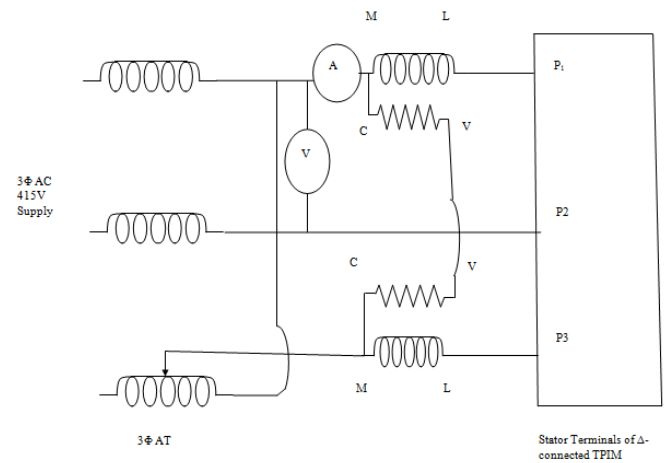 M
L
A
P₁
C
V
V
3Φ AC
415V
Supply
P2
C
V
P3
M
L
3Φ AT
Stator Terminals of Δ-
connected TPIM